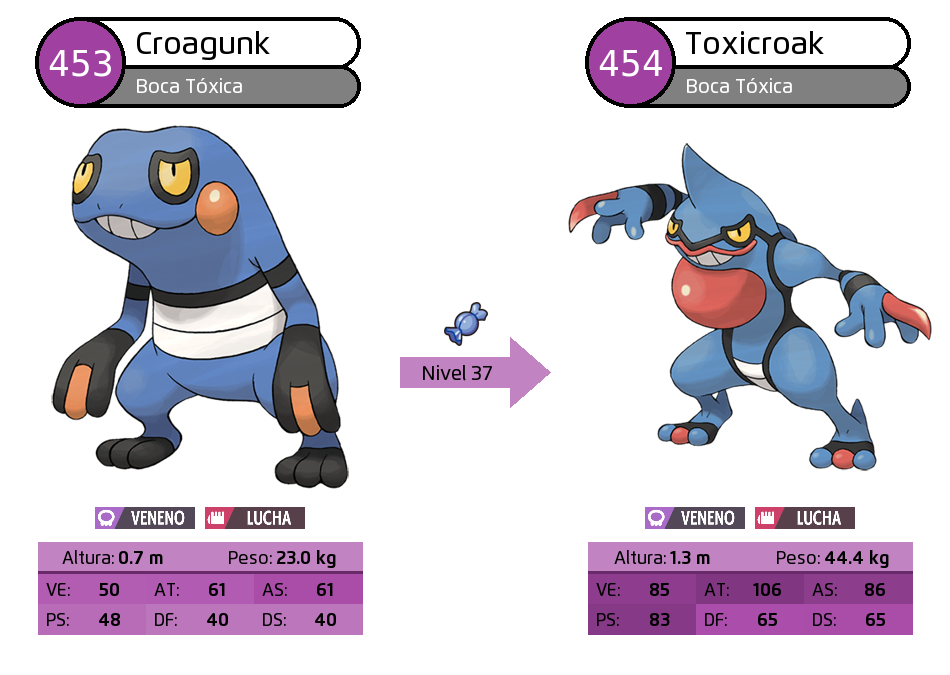 453 Croagunk
Boca Tóxica
454 Toxicroak
Boca Tóxica
Nivel 37
VENENO LUCHA
Altura: 0.7 m Peso: 23.0 kg
VE: 50 AT: 61 AS: 61
PS: 48 DF: 40 DS: 40
VENENO LUCHA
Altura: 1.3 m Peso: 44.4 kg
VE: 85 AT: 106 AS: 86
PS: 83 DF: 65 DS: 65